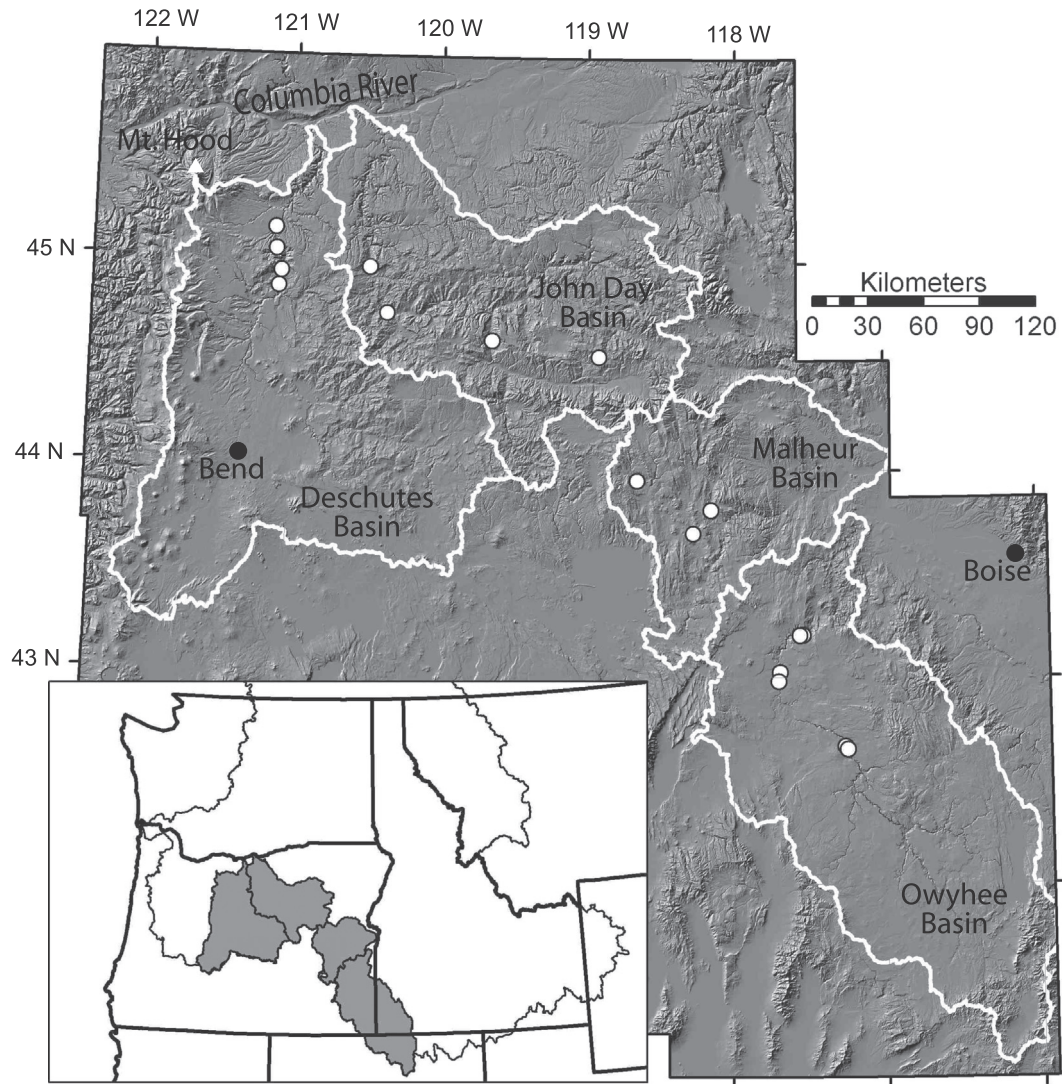 122 W
121 W
120 W
119 W
118 W
Columbia River
Mt. Hood
45 N
Kilometers
0 30 60 90 120
John Day
Basin
44 N
Bend
Malheur
Basin
Deschutes
Basin
Boise
43 N
Owyhee
Basin